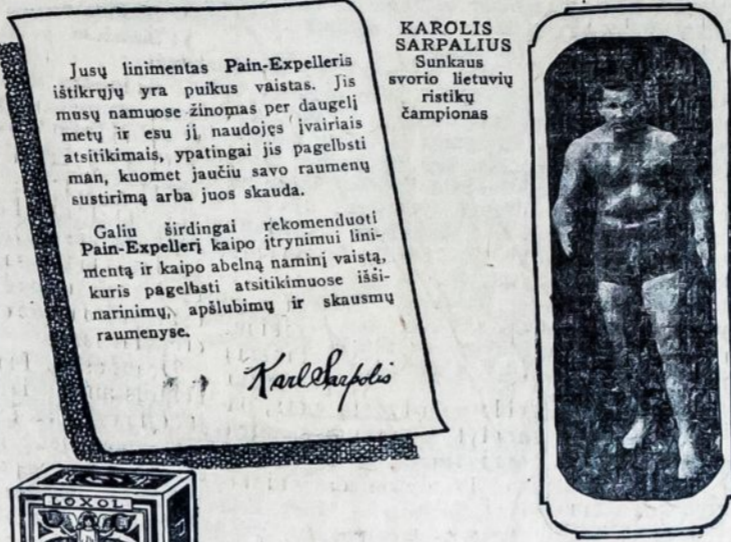 Jusų linimentas Pain-Expelleris
ištikrųjų yra puikus vaistas. Jis
musų namuose žinomas per daugelį
metų ir esu jį naudojęs įvairiais
atsitikimais, ypatingai jis pagelbsti
man, kuomet jaučiu savo raumenų
sustirimą arba juos skauda.
Galiu širdingai rekomenduoti
Pain-Expellerį kaipo įtrynimui lini-
mentą ir kaipo abelną naminį vaistą,
kuris pagelbsti atsitikimuose išsi-
narinimų, apšlubimų ir skausmų
raumenyse.
Karl Sarpolis
KAROLIS
SARPALIUS
Sunkaus
svorio lietuvių
ristikų
čampionas
LOXOL